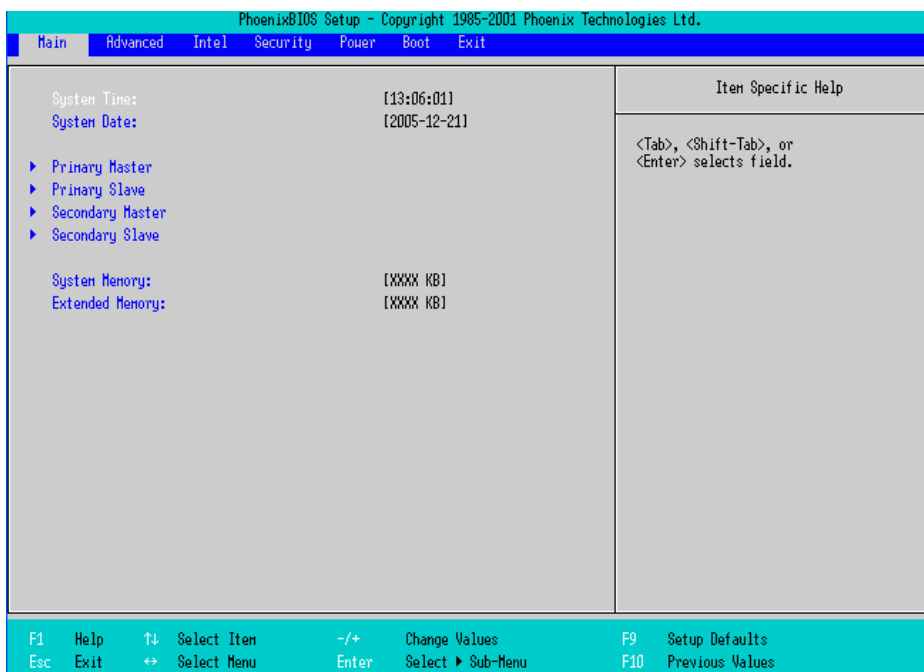 PhoenixBIOS Setup - Copyright 1985-2001 Phoenix Technologies Ltd.
Main Advanced Intel Security Power Boot Exit
System Time: [13:06:01]
System Date: [2005-12-21]
Primary Master
Primary Slave
Secondary Master
Secondary Slave
System Memory: [XXXX KB]
Extended Memory: [XXXX KB]
Item Specific Help
<Tab>, <Shift-Tab>, or
<Enter> selects field.
F1 Help ↑↓ Select Item -/+ Change Values F9 Setup Defaults
Esc Exit ↔ Select Menu Enter Select ▶ Sub-Menu F10 Previous Values